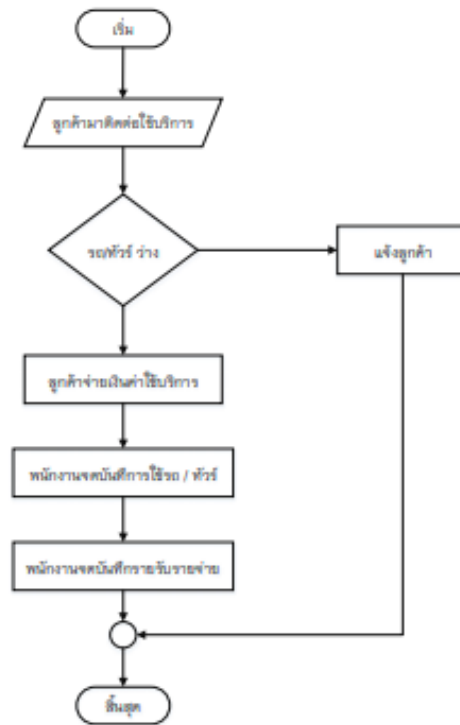 เริ่ม
ลูกค้ามาติดต่อใช้บริการ
รถ/ทัวร์ ว่าง
แจ้งลูกค้า
ลูกค้าจ่ายเงินค่าใช้บริการ
พนักงานจดบันทึกการใช้รถ / ทัวร์
พนักงานจดบันทึกรายรับรายจ่าย
สิ้นสุด